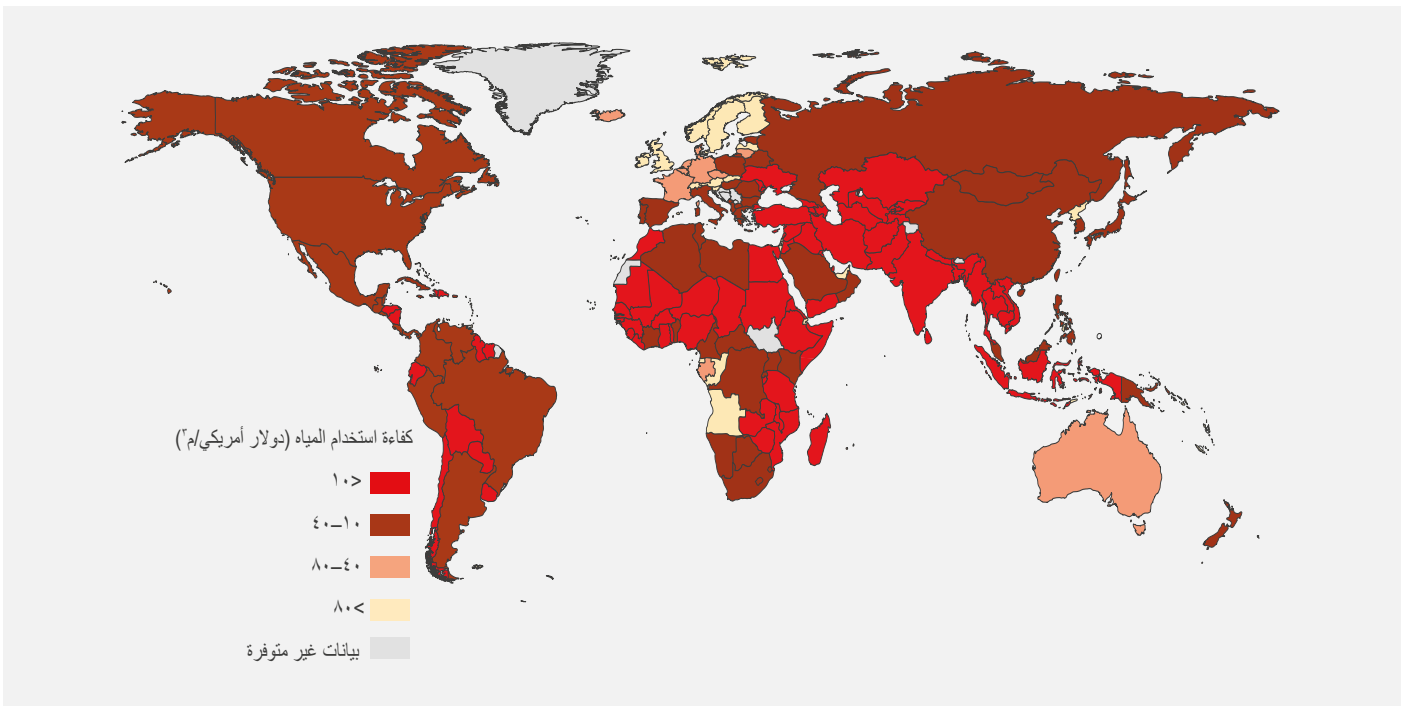 كفاءة استخدام المياه (دولار أمريكي/م٣)
<١٠
١٠–٤٠
٤٠–٨٠
>٨٠
بيانات غير متوفرة